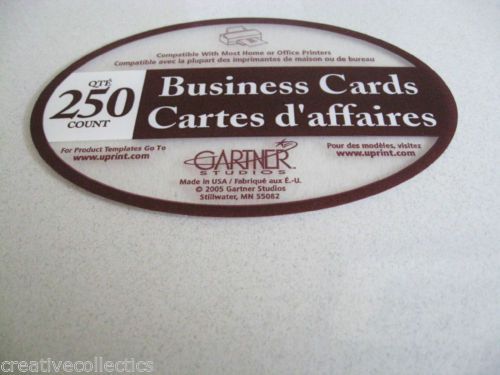 Compatible With Most Home or Office Printers
Compatible avec la plupart des imprimantes de maison ou de bureau
QTÉ
250
COUNT
Business Cards
Cartes d'affaires
For Product Templates Go To
www.uprint.com
GARTNER
STUDIOS
Pour des modèles, visitez
www.uprint.com
Made in USA / Fabriqué aux É.-U.
© 2005 Gartner Studios
Stillwater, MN 55082
creativecollectics